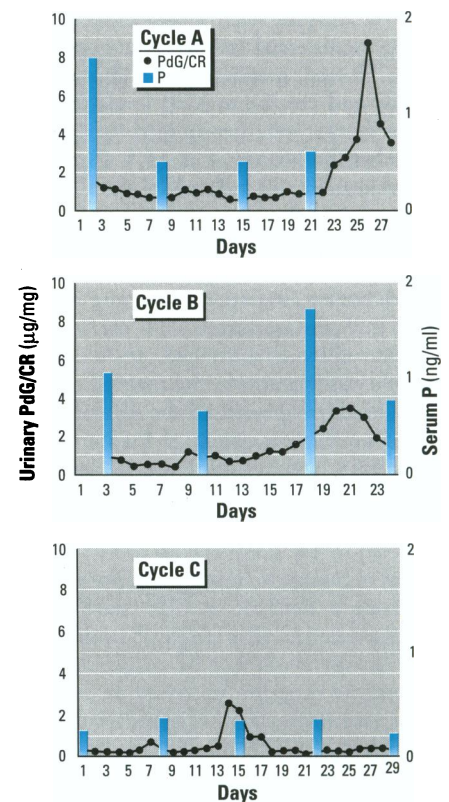 10
8
6
4
2
0
2
1
0
Cycle A
PdG/CR
P
1 3 5 7 9 11 13 15 17 19 21 23 25 27
Days
Urinary PdG/CR (µg/mg)
10
8
6
4
2
0
Cycle B
2
1
0
Serum P (ng/ml)
1 3 5 7 9 11 13 15 17 19 21 23
Days
10
8
6
4
2
0
Cycle C
2
1
0
1 3 5 7 9 11 13 15 17 19 21 23 25 27 29
Days